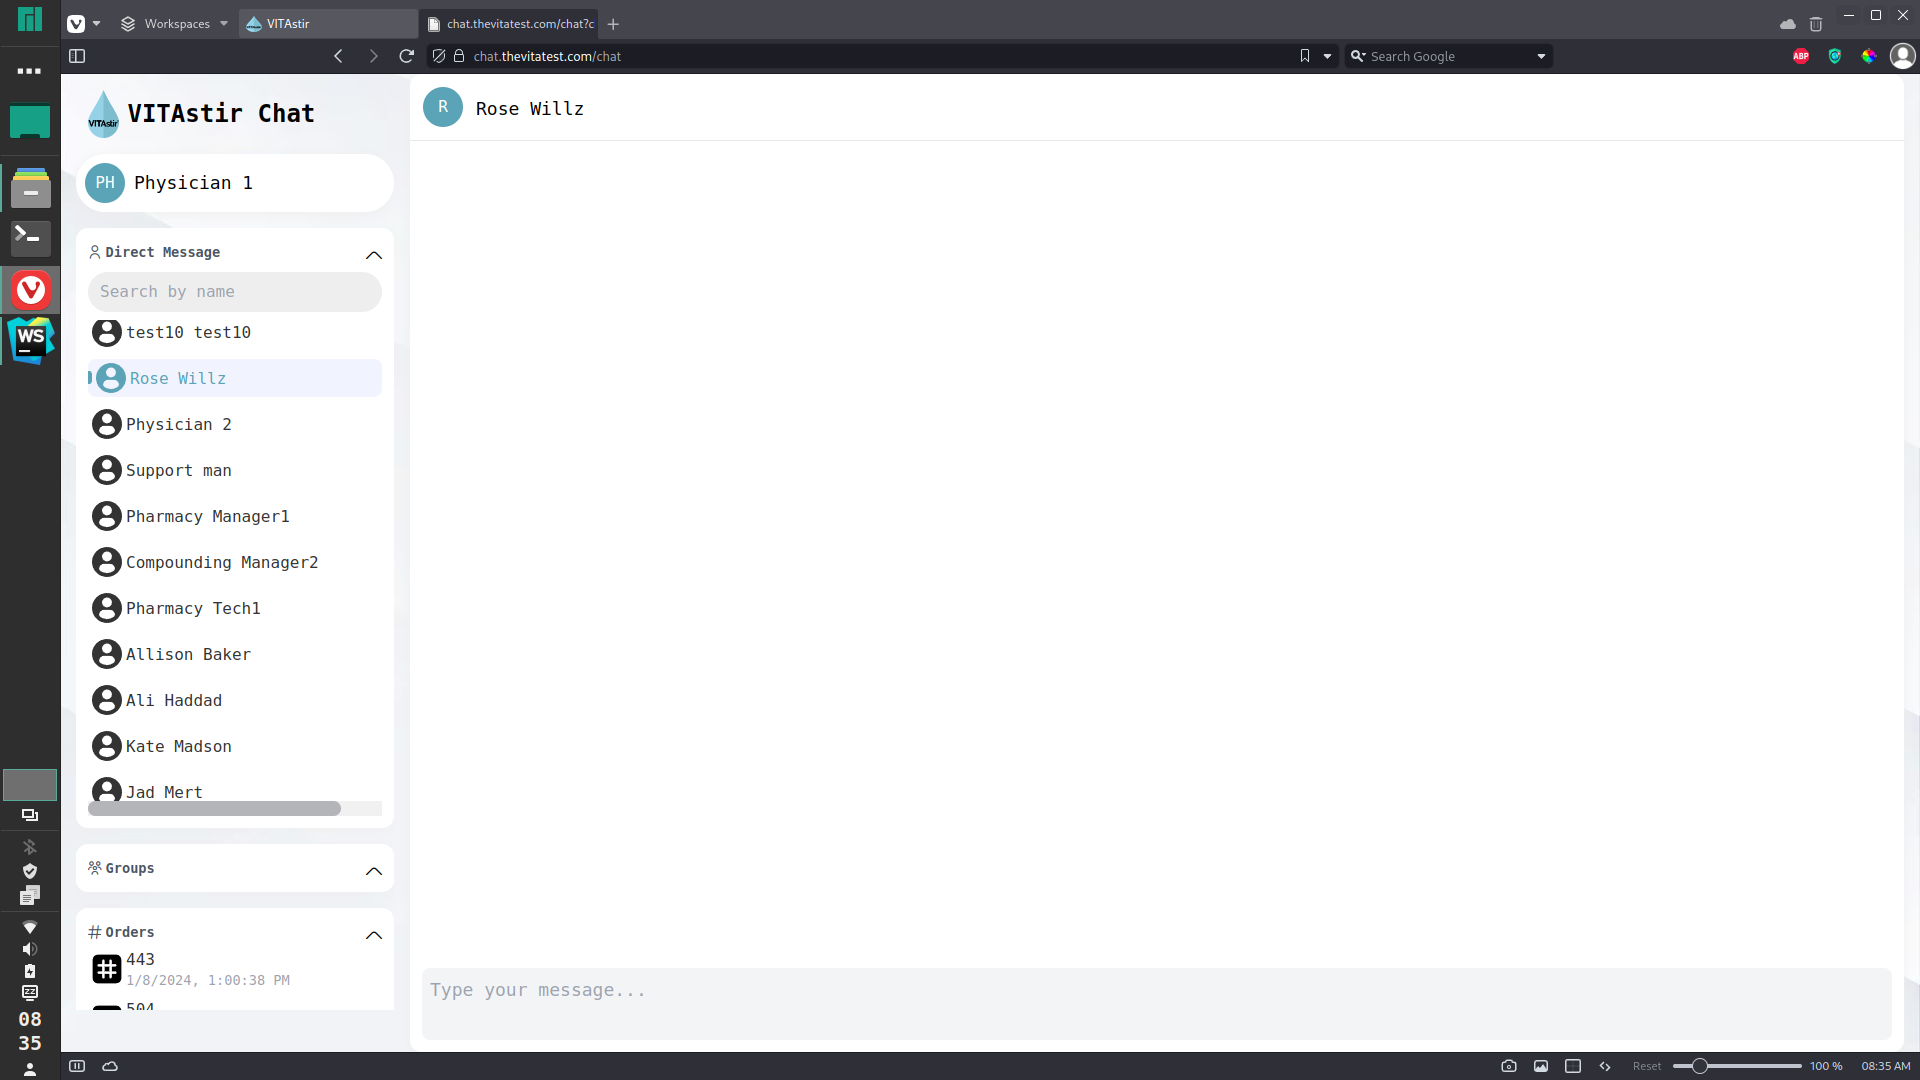 Workspaces
VITAstir
chat.thevitatest.com/chat?c
chat.thevitatest.com/chat
Search Google
ABP
VITAstir
VITAstir Chat
PH
Physician 1
Direct Message
Search by name
test10 test10
Rose Willz
Physician 2
Support man
Pharmacy Manager1
Compounding Manager2
Pharmacy Tech1
Allison Baker
Ali Haddad
Kate Madson
Jad Mert
Groups
Orders
443
1/8/2024, 1:00:38 PM
504
R
Rose Willz
Type your message...
WS
08
35
Reset
100 %
08:35 AM